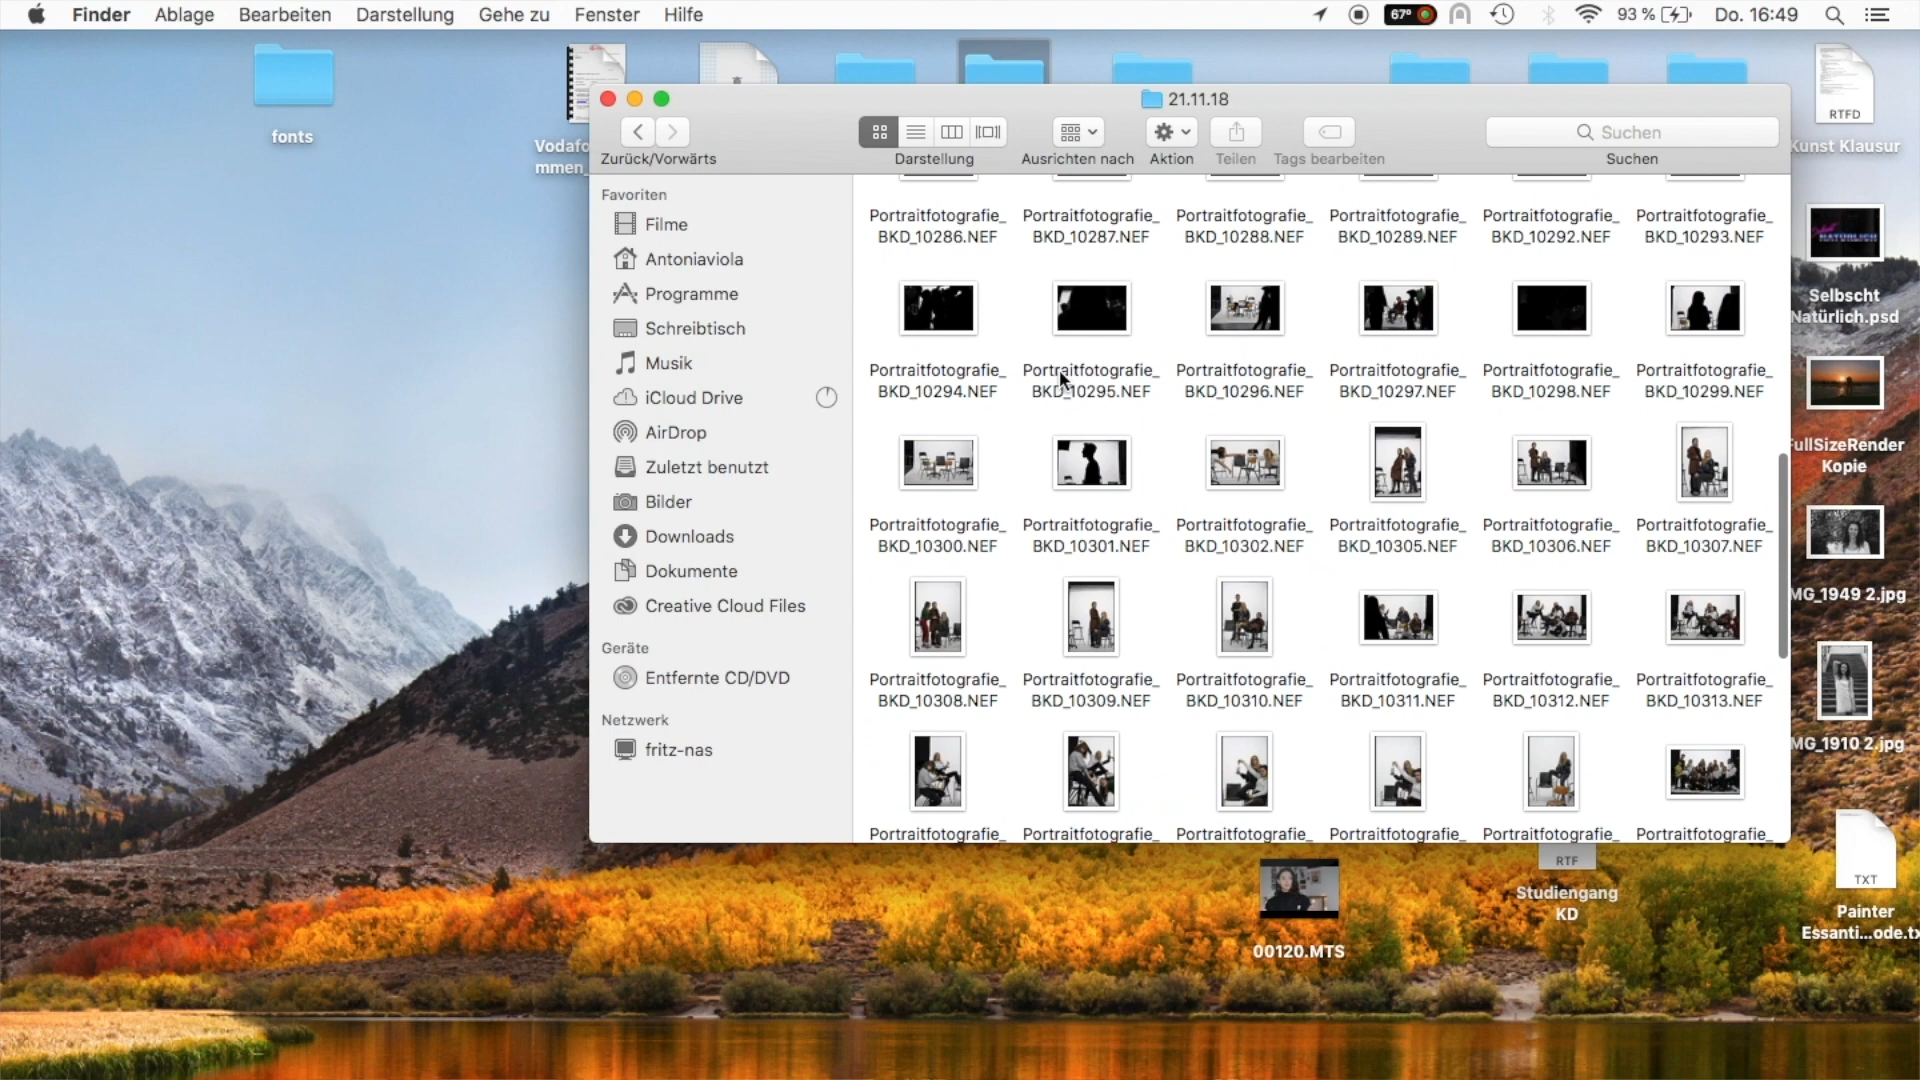 Finder Ablage Bearbeiten Darstellung Gehe zu Fenster Hilfe 67° 93 % Do. 16:49
fonts
Vodafo
mmen_
RTFD
Kunst Klausur
21.11.18
Suchen
Zurück/Vorwärts Darstellung Ausrichten nach Aktion Teilen Tags bearbeiten Suchen
Favoriten
Filme
Antoniaviola
Programme
Schreibtisch
Musik
iCloud Drive
AirDrop
Zuletzt benutzt
Bilder
Downloads
Dokumente
Creative Cloud Files
Geräte
Entfernte CD/DVD
Netzwerk
fritz-nas
Portraitfotografie_ Portraitfotografie_ Portraitfotografie_ Portraitfotografie_ Portraitfotografie_ Portraitfotografie_
BKD_10286.NEF BKD_10287.NEF BKD_10288.NEF BKD_10289.NEF BKD_10292.NEF BKD_10293.NEF
Portraitfotografie_ Portraitfotografie_ Portraitfotografie_ Portraitfotografie_ Portraitfotografie_ Portraitfotografie_
BKD_10294.NEF BKD_10295.NEF BKD_10296.NEF BKD_10297.NEF BKD_10298.NEF BKD_10299.NEF
Portraitfotografie_ Portraitfotografie_ Portraitfotografie_ Portraitfotografie_ Portraitfotografie_ Portraitfotografie_
BKD_10300.NEF BKD_10301.NEF BKD_10302.NEF BKD_10305.NEF BKD_10306.NEF BKD_10307.NEF
Portraitfotografie_ Portraitfotografie_ Portraitfotografie_ Portraitfotografie_ Portraitfotografie_ Portraitfotografie_
BKD_10308.NEF BKD_10309.NEF BKD_10310.NEF BKD_10311.NEF BKD_10312.NEF BKD_10313.NEF
Portraitfotografie_ Portraitfotografie_ Portraitfotografie_ Portraitfotografie_ Portraitfotografie_ Portraitfotografie_
NATÜRLICH
Selbscht
Natürlich.psd
FullSizeRender
Kopie
MG_1949 2.jpg
MG_1910 2.jpg
TXT
Painter
Essanti...ode.tx
RTF
Studiengang
KD
00120.MTS